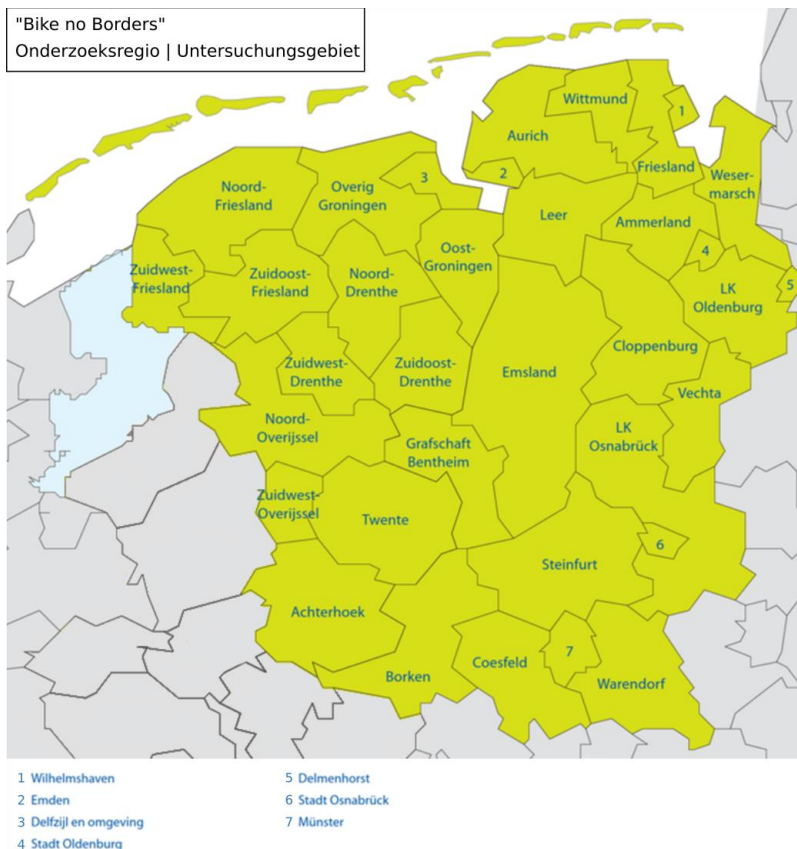 "Bike no Borders"
Onderzoeksregio | Untersuchungsgebiet
Wittmund
1
Aurich
Friesland
2
3
Weser-
marsch
Noord-
Friesland
Overig
Groningen
Leer
Ammerland
4
Oost-
Groningen
Zuidwest-
Friesland
Zuidoost-
Friesland
Noord-
Drenthe
LK
Oldenburg
5
Cloppenburg
Zuidwest-
Drenthe
Zuidoost-
Drenthe
Emsland
Vechta
Noord-
Overijssel
Grafschaft
Bentheim
LK
Osnabrück
Zuidwest-
Overijssel
Twente
6
Steinfurt
Achterhoek
7
Coesfeld
Borken
Warendorf
1 Wilhelmshaven
2 Emden
3 Delfzijl en omgeving
4 Stadt Oldenburg
5 Delmenhorst
6 Stadt Osnabrück
7 Münster